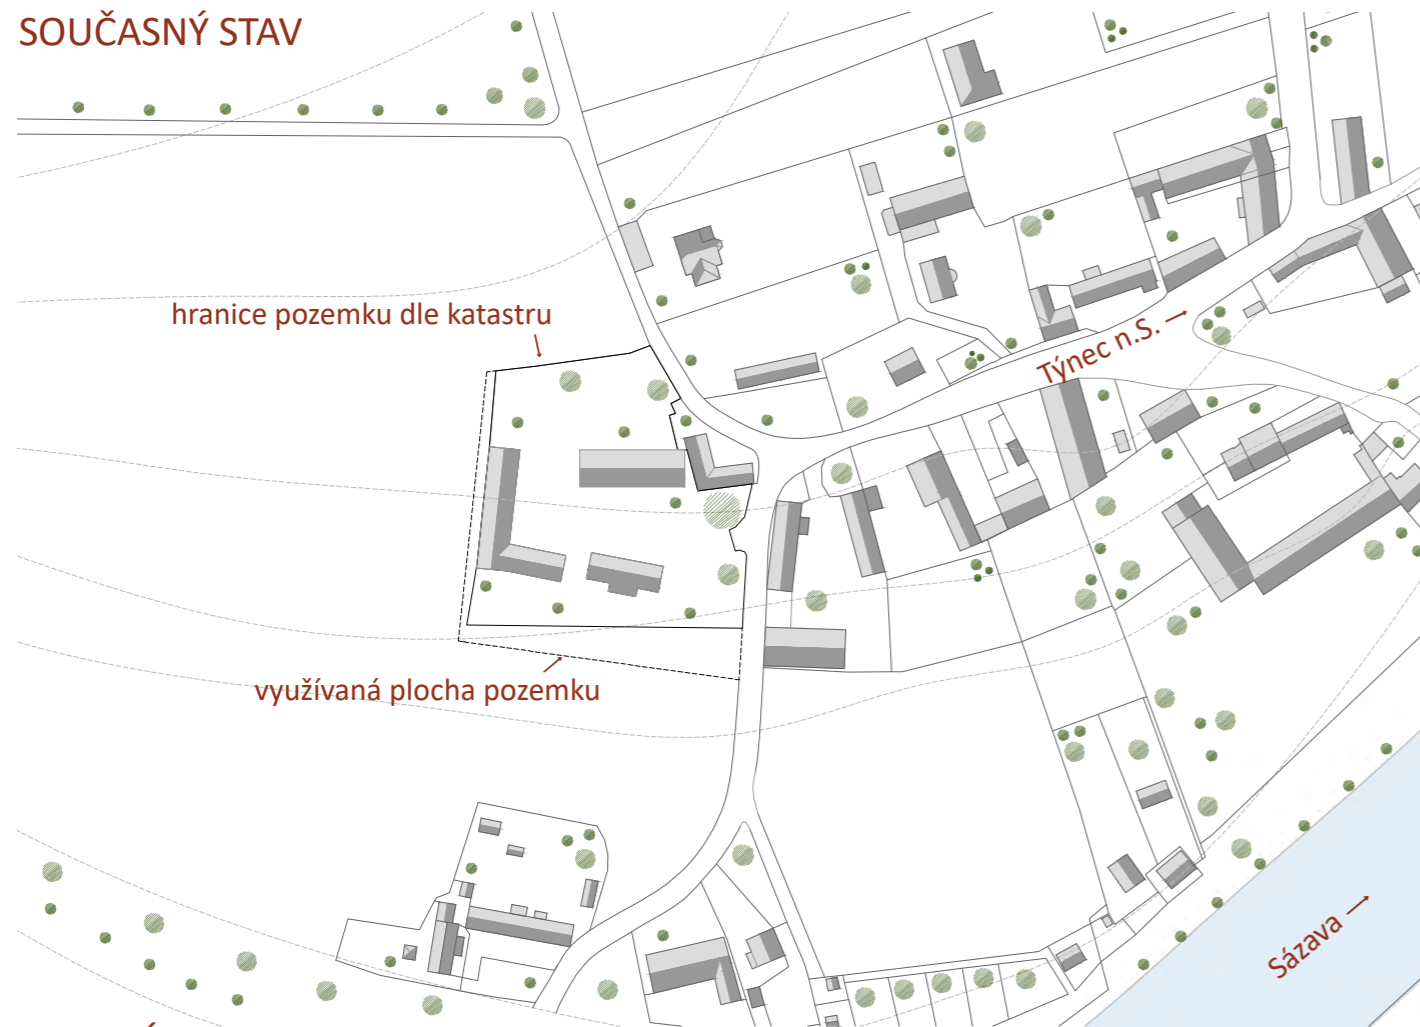 SOUČASNÝ STAV
hranice pozemku dle katastru
Týnec n.S.
využívaná plocha pozemku
Sázava